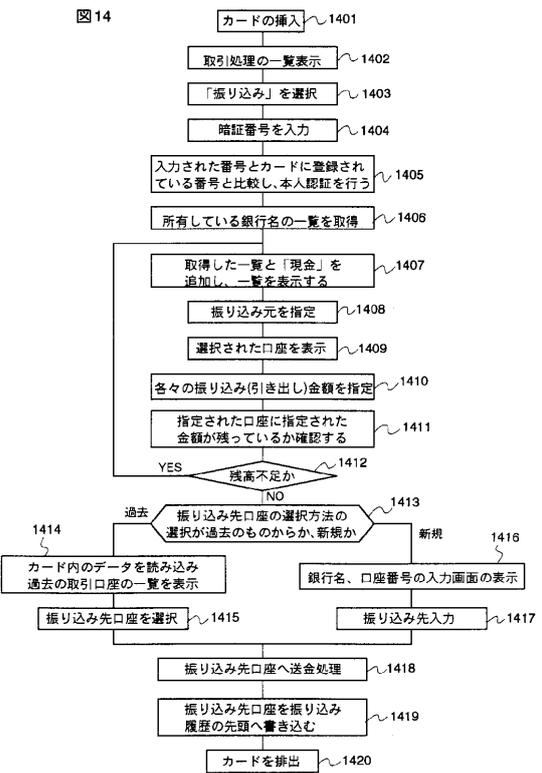 図14
カードの挿入
1401
取引処理の一覧表示
1402
「振り込み」を選択
1403
暗証番号を入力
1404
入力された番号とカードに登録され
ている番号と比較し、本人認証を行う
1405
所有している銀行名の一覧を取得
1406
取得した一覧と「現金」を
追加し、一覧を表示する
1407
振り込み元を指定
1408
選択された口座を表示
1409
各々の振り込み(引き出し)金額を指定
1410
指定された口座に指定された
金額が残っているか確認する
1411
残高不足か
1412
YES
NO
振り込み先口座の選択方法の
選択が過去のものからか、新規か
1413
過去
新規
1414
カード内のデータを読み込み
過去の取引口座の一覧を表示
振り込み先口座を選択
1415
1416
銀行名、口座番号の入力画面の表示
振り込み先入力
1417
振り込み先口座へ送金処理
1418
振り込み先口座を振り込み
履歴の先頭へ書き込む
1419
カードを排出
1420